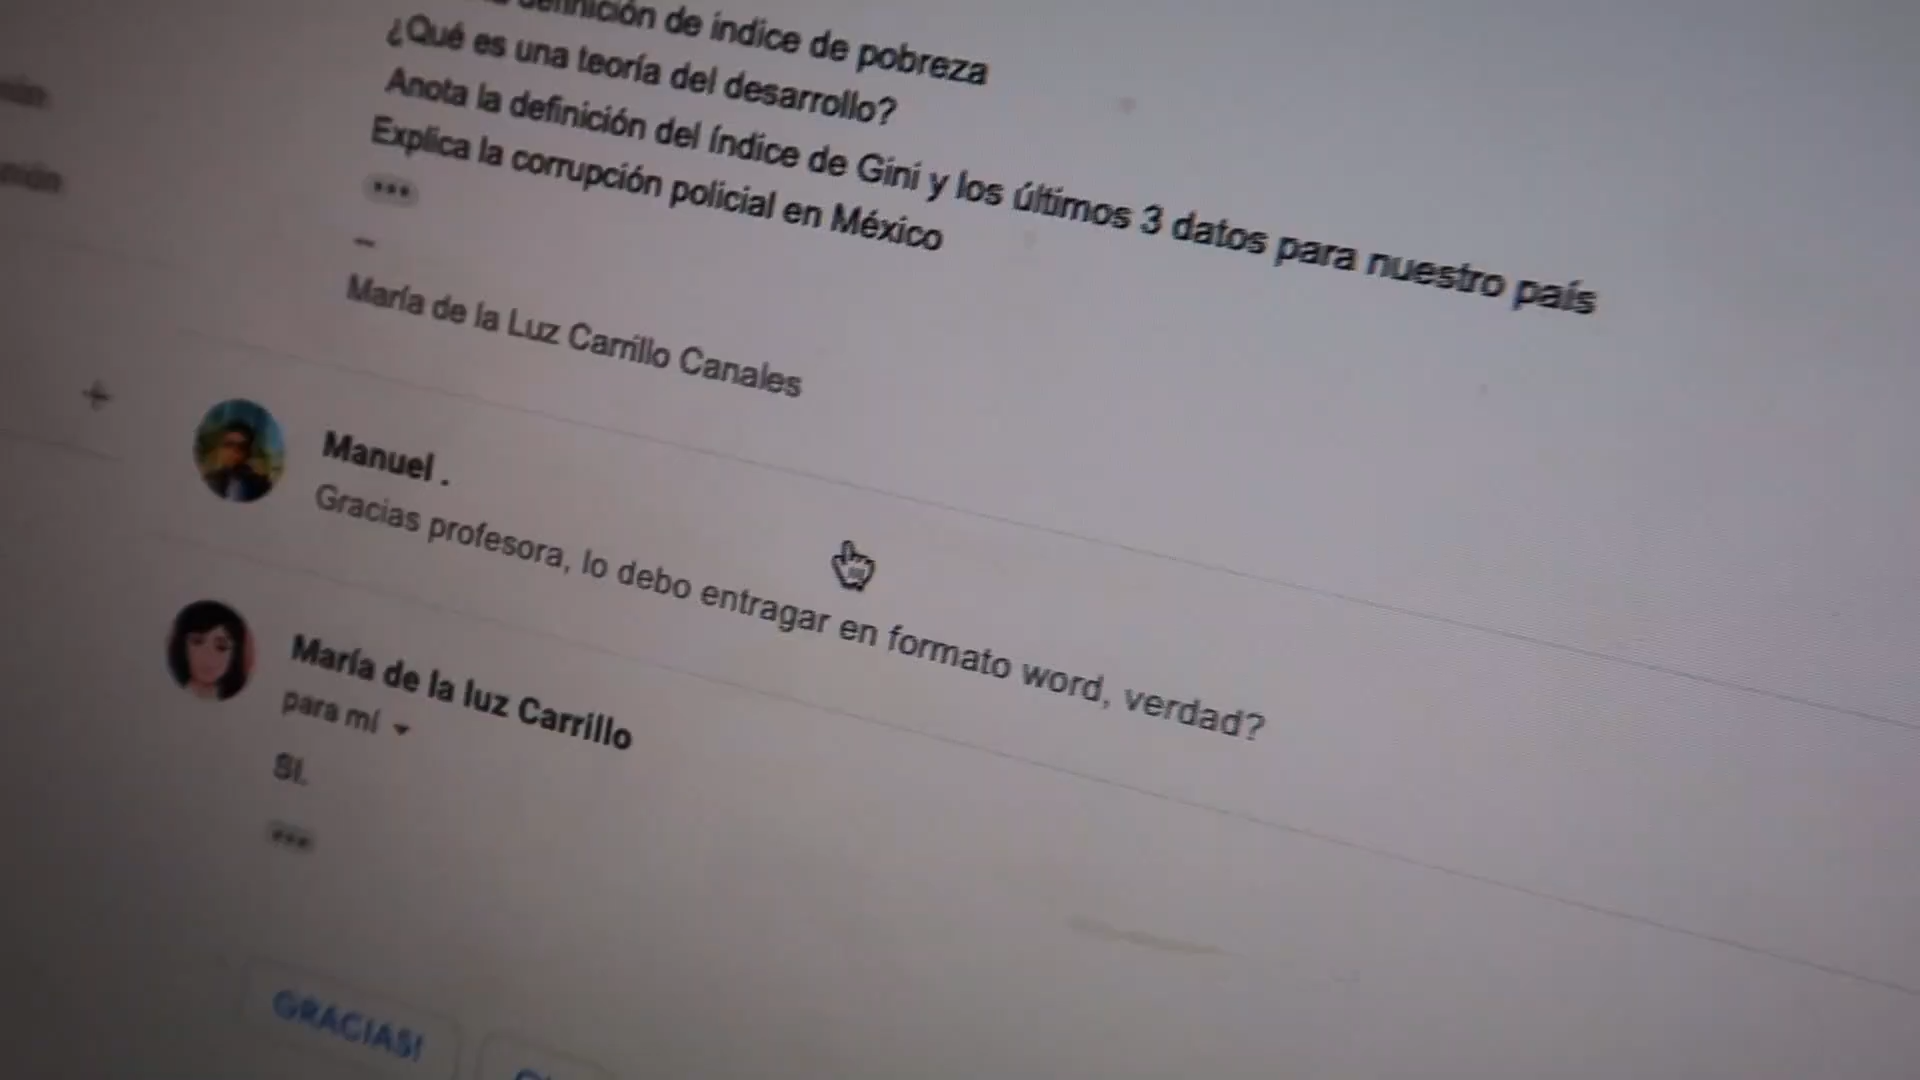 definición de índice de pobreza
¿Qué es una teoría del desarrollo?
Anota la definición del índice de Gini y los últimos 3 datos para nuestro país
Explica la corrupción policial en México
--
María de la Luz Carrillo Canales
Manuel .
Gracias profesora, lo debo entragar en formato word, verdad?
María de la luz Carrillo
para mí
SI.
GRACIAS!